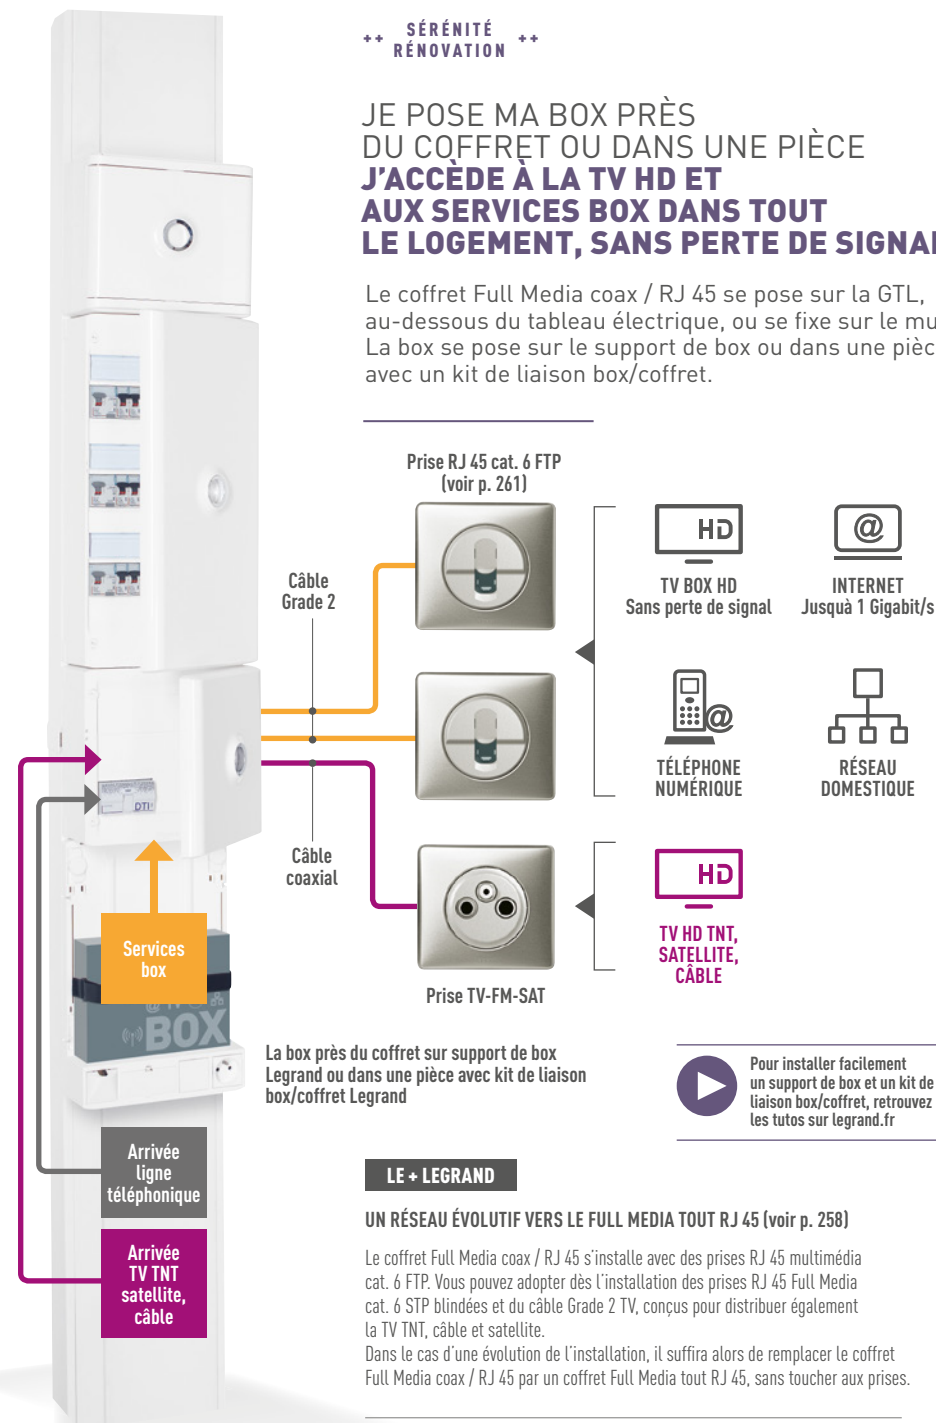 ++ SÉRÉNITÉ ++
RÉNOVATION
JE POSE MA BOX PRÈS
DU COFFRET OU DANS UNE PIÈCE
J'ACCÈDE À LA TV HD ET
AUX SERVICES BOX DANS TOUT
LE LOGEMENT, SANS PERTE DE SIGNAL
Le coffret Full Media coax / RJ 45 se pose sur la GTL,
au-dessous du tableau électrique, ou se fixe sur le mu
La box se pose sur le support de box ou dans une pièc
avec un kit de liaison box/coffret.
Prise RJ 45 cat. 6 FTP
(voir p. 261)
Câble
Grade 2
HD
TV BOX HD
Sans perte de signal
@
INTERNET
Jusquà 1 Gigabit/s
@
TÉLÉPHONE
NUMÉRIQUE
RÉSEAU
DOMESTIQUE
DTI
Câble
coaxial
HD
TV HD TNT,
SATELLITE,
CÂBLE
Prise TV-FM-SAT
Services
box
BOX
La box près du coffret sur support de box
Legrand ou dans une pièce avec kit de liaison
box/coffret Legrand
Pour installer facilement
un support de box et un kit de
liaison box/coffret, retrouvez
les tutos sur legrand.fr
Arrivée
ligne
téléphonique
Arrivée
TV TNT
satellite,
câble
LE + LEGRAND
UN RÉSEAU ÉVOLUTIF VERS LE FULL MEDIA TOUT RJ 45 (voir p. 258)
Le coffret Full Media coax / RJ 45 s'installe avec des prises RJ 45 multimédia
cat. 6 FTP. Vous pouvez adopter dès l'installation des prises RJ 45 Full Media
cat. 6 STP blindées et du câble Grade 2 TV, conçus pour distribuer également
la TV TNT, câble et satellite.
Dans le cas d'une évolution de l'installation, il suffira alors de remplacer le coffret
Full Media coax / RJ 45 par un coffret Full Media tout RJ 45, sans toucher aux prises.